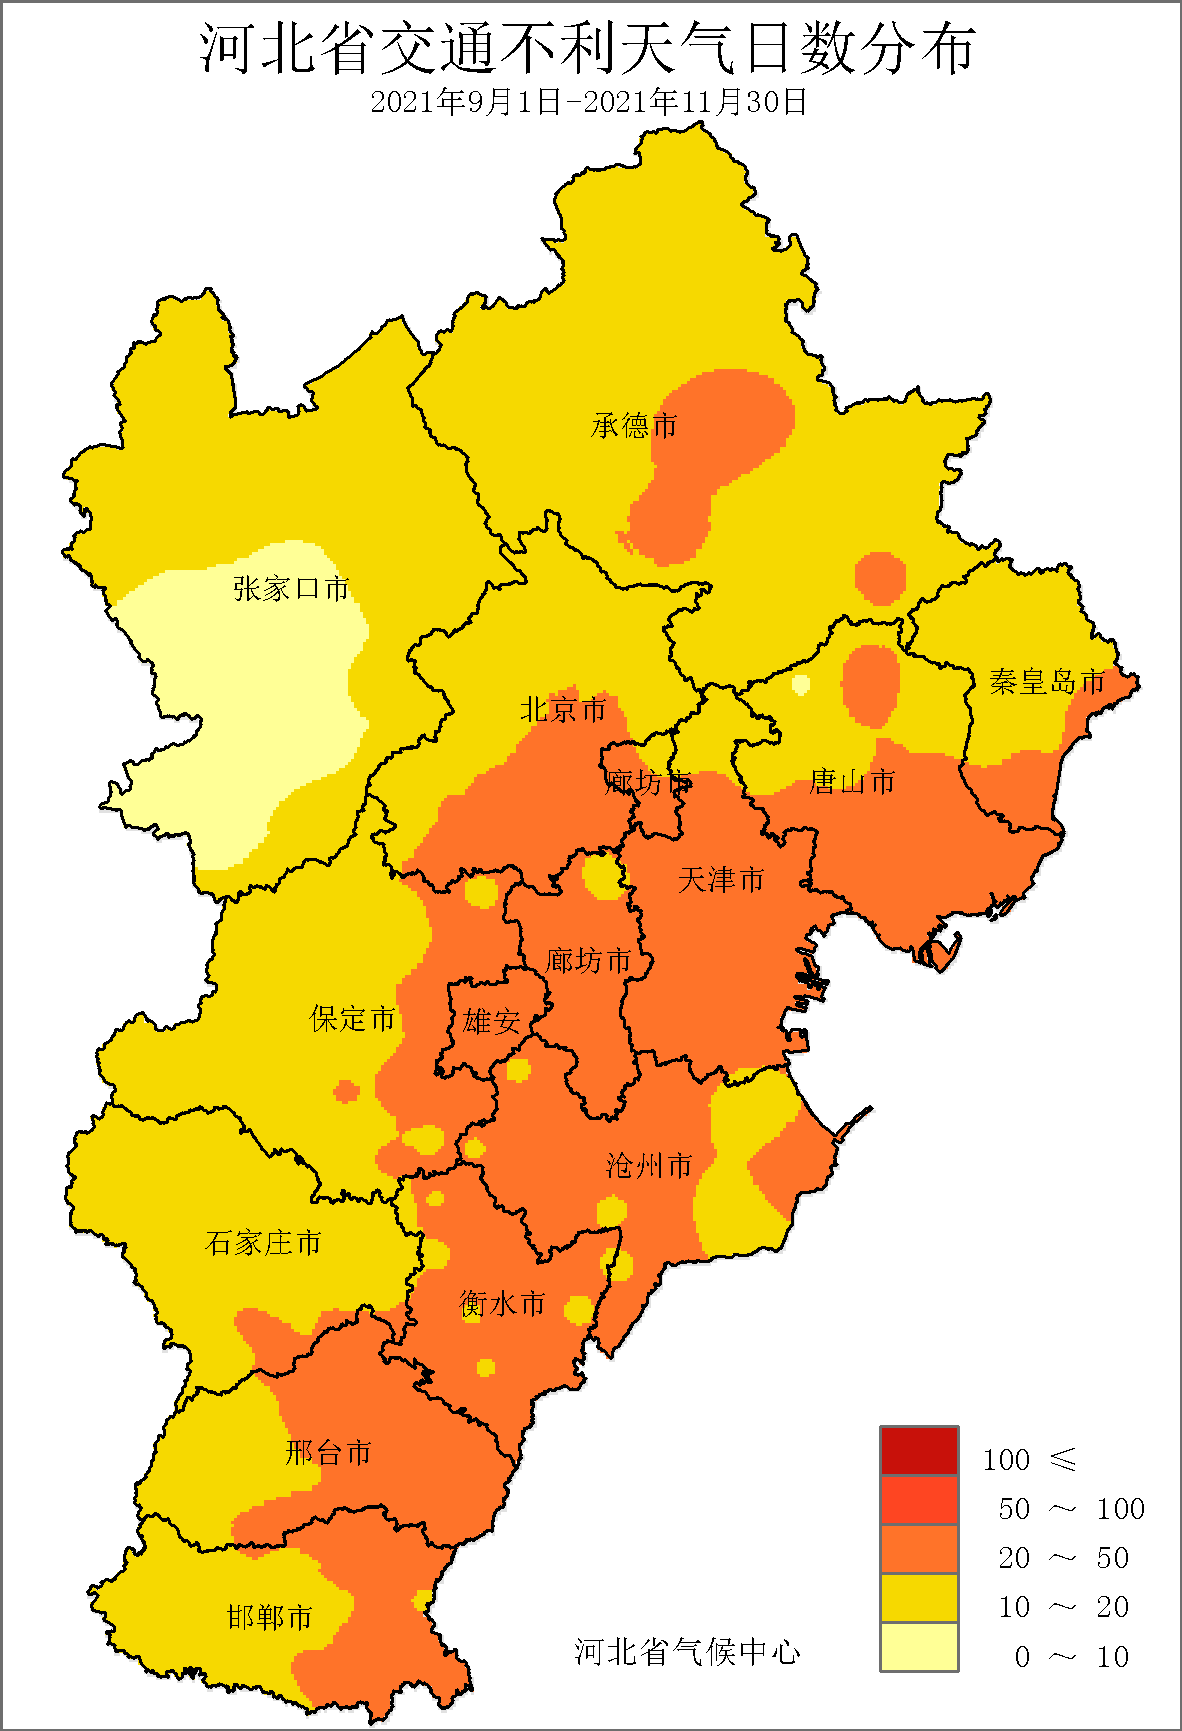 河北省交通不利天气日数分布
2021年9月1日-2021年11月30日
承德市
张家口市
秦皇岛市
北京市
廊坊市
唐山市
天津市
廊坊市
保定市
雄安
沧州市
石家庄市
衡水市
邢台市
邯郸市
100 ≤
50 ～ 100
20 ～ 50
10 ～ 20
0 ～ 10
河北省气候中心